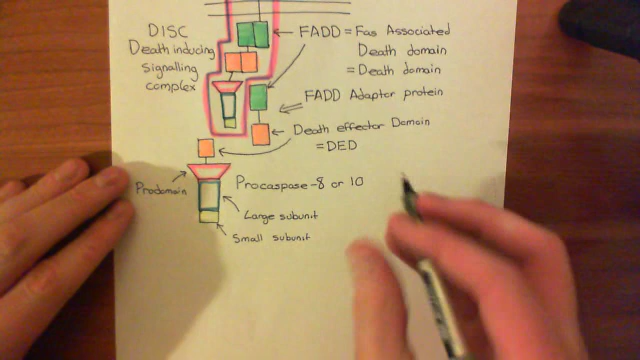 DISC
Death inducing
signalling
complex
FADD = Fas Associated
Death domain
= Death domain
FADD Adaptor protein
Death effector Domain
= DED
Prodomain
Procaspase-8 or 10
Large subunit
Small subunit